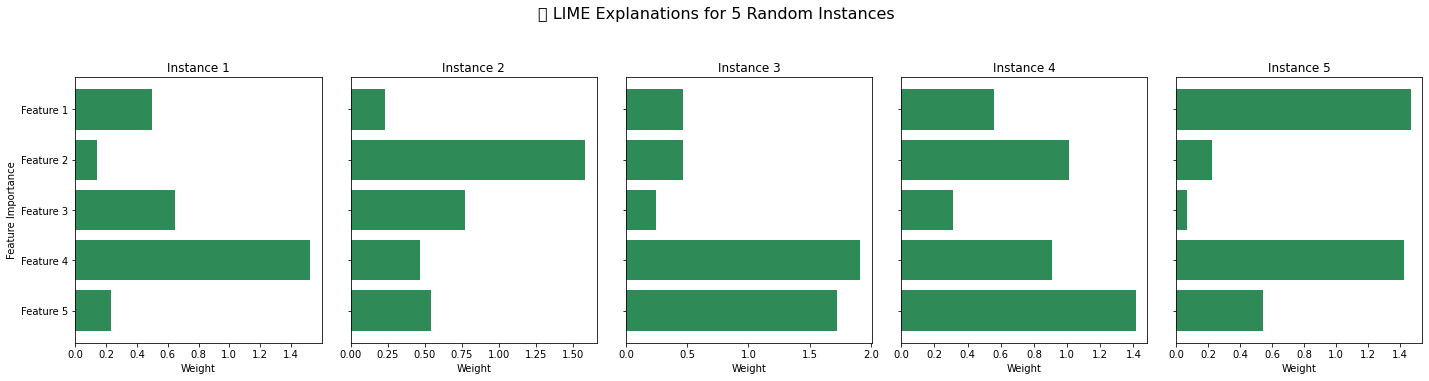 LIME Explanations for 5 Random Instances
Instance 1
Instance 2
Instance 3
Instance 4
Instance 5
Feature Importance
Feature 1
Feature 2
Feature 3
Feature 4
Feature 5
0.0 0.2 0.4 0.6 0.8 1.0 1.2 1.4
0.00 0.25 0.50 0.75 1.00 1.25 1.50
0.0 0.5 1.0 1.5 2.0
0.0 0.2 0.4 0.6 0.8 1.0 1.2 1.4
0.0 0.2 0.4 0.6 0.8 1.0 1.2 1.4
Weight
Weight
Weight
Weight
Weight